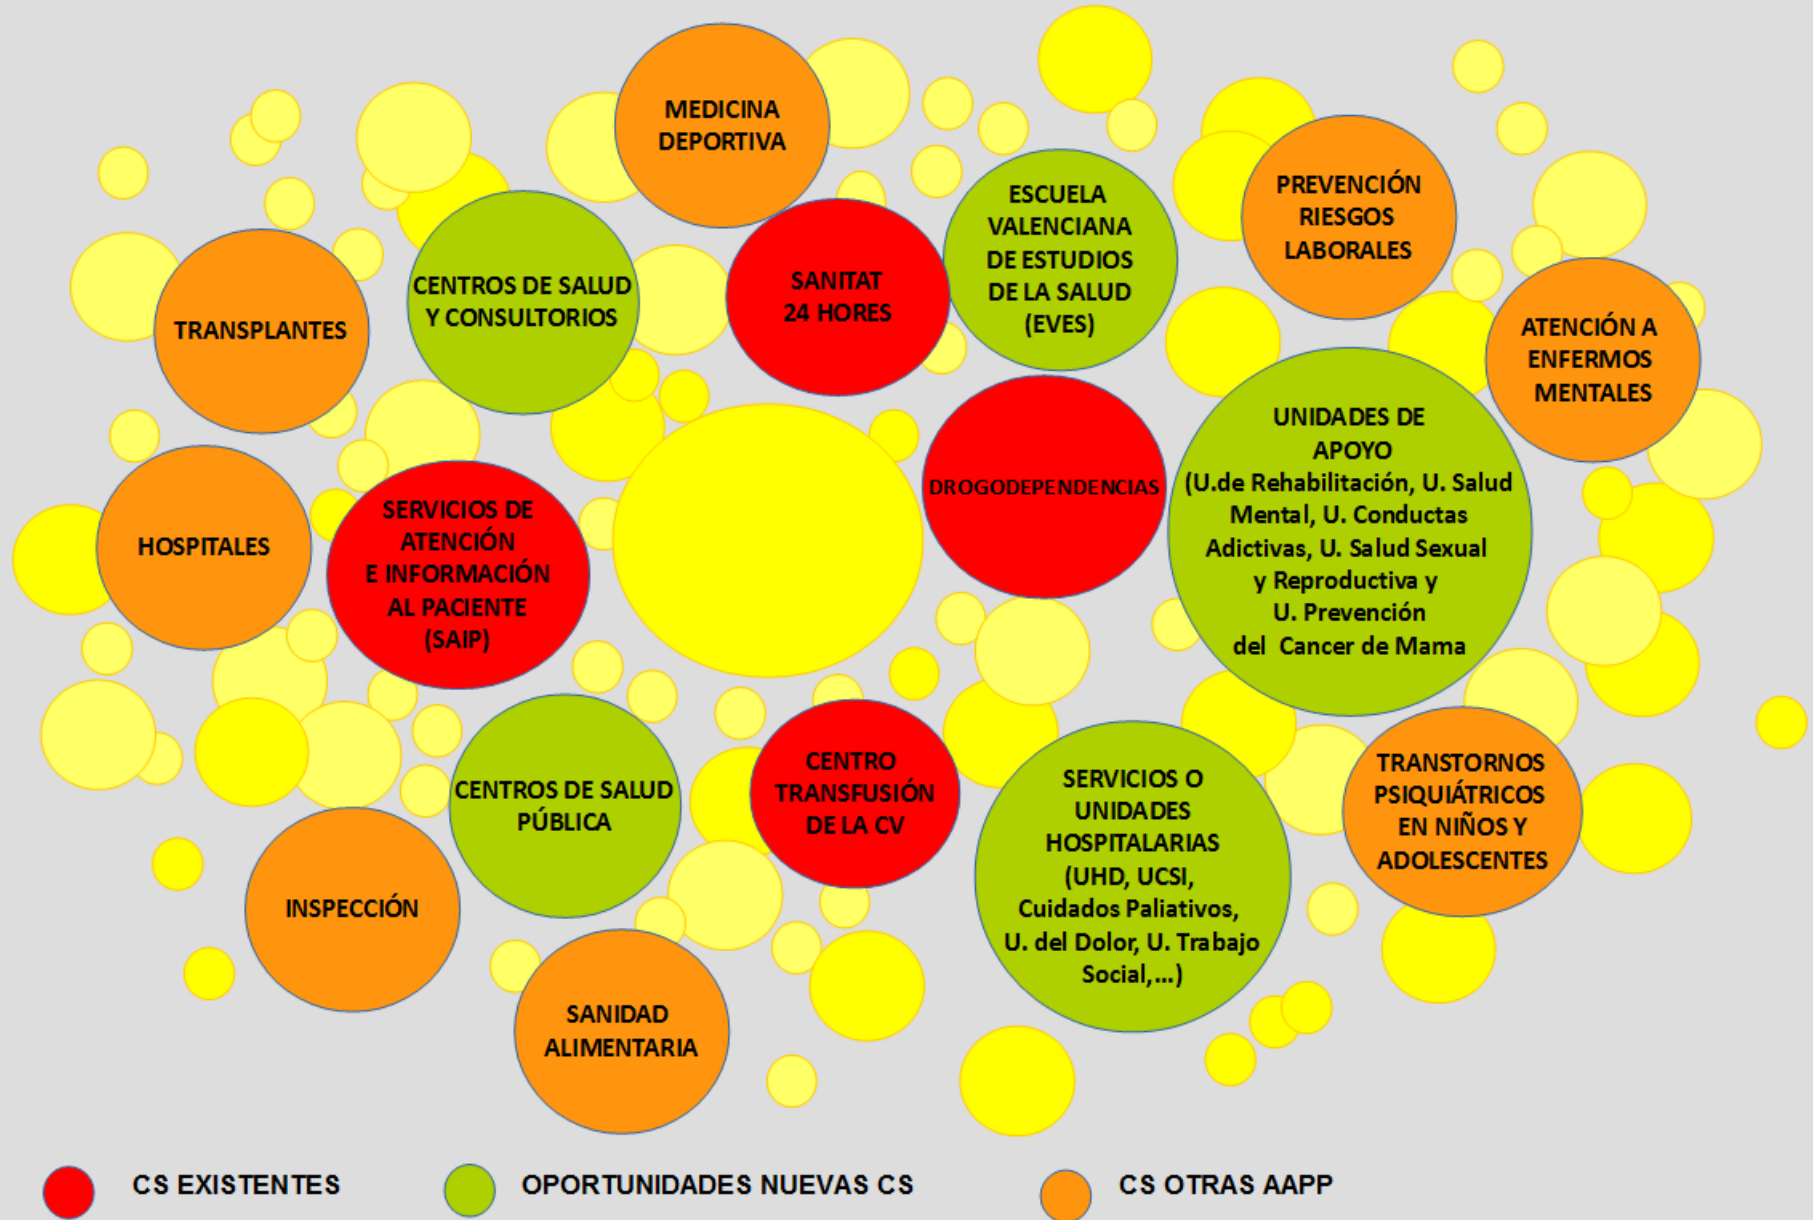 MEDICINA
DEPORTIVA
PREVENCIÓN
RIESGOS
LABORALES
ESCUELA
VALENCIANA
DE ESTUDIOS
DE LA SALUD
(EVES)
SANITAT
24 HORES
CENTROS DE SALUD
Y CONSULTORIOS
TRANSPLANTES
ATENCIÓN A
ENFERMOS
MENTALES
UNIDADES DE
APOYO
(U.de Rehabilitación, U. Salud
Mental, U. Conductas
Adictivas, U. Salud Sexual
y Reproductiva y
U. Prevención
del Cancer de Mama
DROGODEPENDENCIAS
HOSPITALES
SERVICIOS DE
ATENCIÓN
E INFORMACIÓN
AL PACIENTE
(SAIP)
CENTROS DE SALUD
PÚBLICA
CENTRO
TRANSFUSIÓN
DE LA CV
SERVICIOS O
UNIDADES
HOSPITALARIAS
(UHD, UCSI,
Cuidados Paliativos,
U. del Dolor, U. Trabajo
Social,...)
TRANSTORNOS
PSIQUIÁTRICOS
EN NIÑOS Y
ADOLESCENTES
INSPECCIÓN
SANIDAD
ALIMENTARIA
CS EXISTENTES
OPORTUNIDADES NUEVAS CS
CS OTRAS AAPP